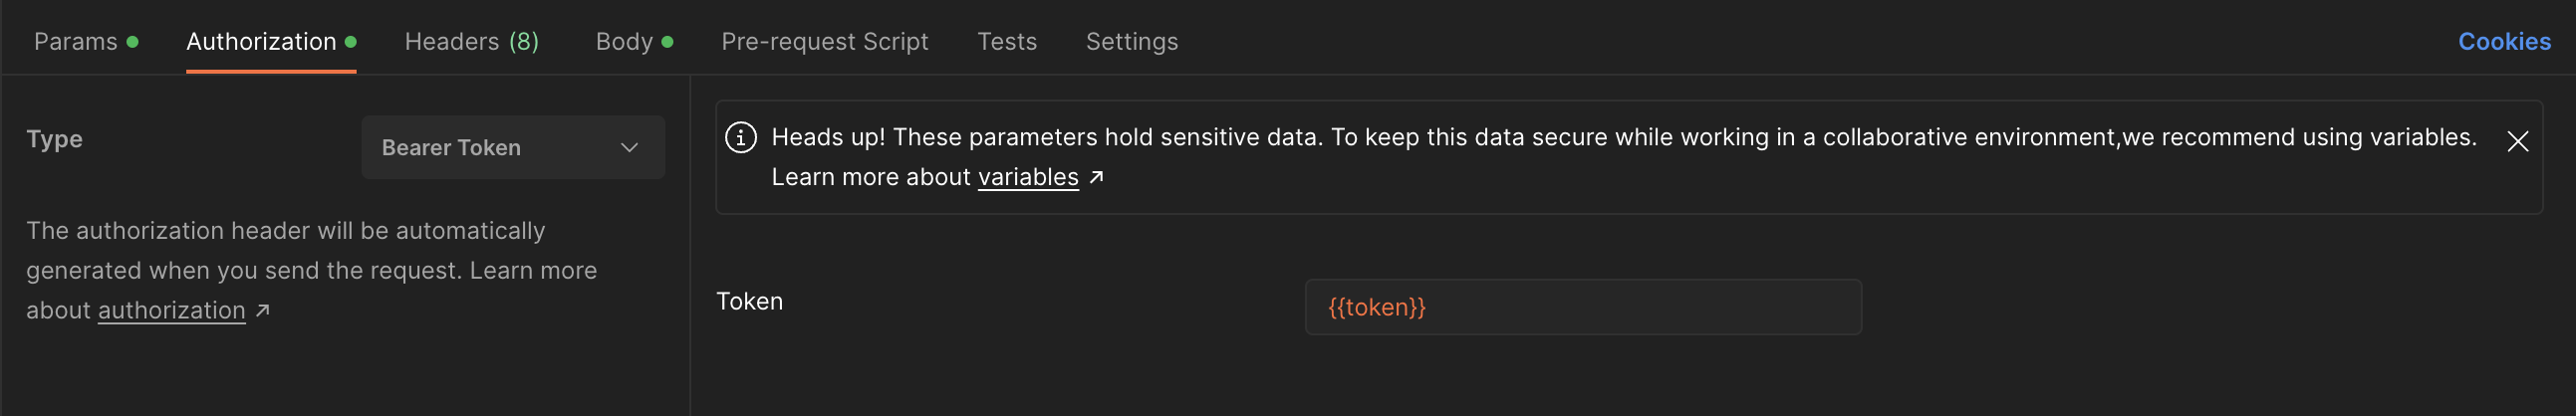 Params Authorization Headers (8) Body Pre-request Script Tests Settings Cookies
Type
Bearer Token
The authorization header will be automatically
generated when you send the request. Learn more
about authorization ↗
Heads up! These parameters hold sensitive data. To keep this data secure while working in a collaborative environment,we recommend using variables.
Learn more about variables ↗
Token
{{token}}